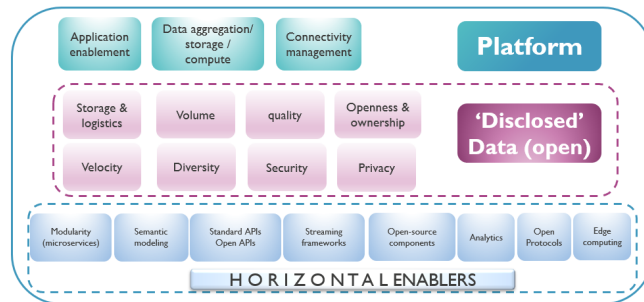 Application
enablement
Data aggregation/
storage /
compute
Connectivity
management
Platform
Storage &
logistics
Volume
quality
Openness &
ownership
'Disclosed'
Data (open)
Velocity
Diversity
Security
Privacy
Modularity
(microservices)
Semantic
modeling
Standard APIs
Open APIs
Streaming
frameworks
Open-source
components
Analytics
Open
Protocols
Edge
computing
HORIZONTAL ENABLERS